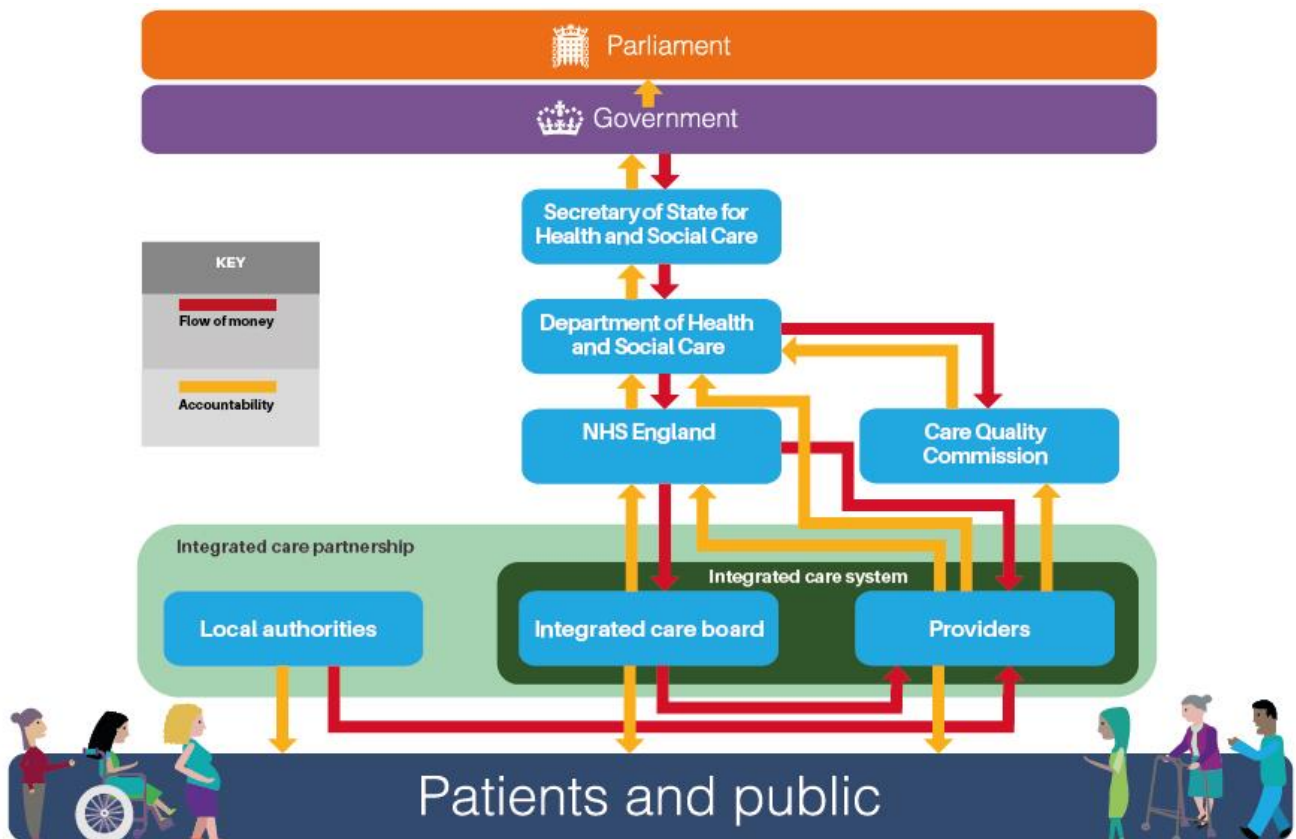 Parliament
Government
Secretary of State for
Health and Social Care
KEY
Flow of money
Accountability
Department of Health
and Social Care
NHS England
Care Quality
Commission
Integrated care partnership
Integrated care system
Local authorities
Integrated care board
Providers
Patients and public